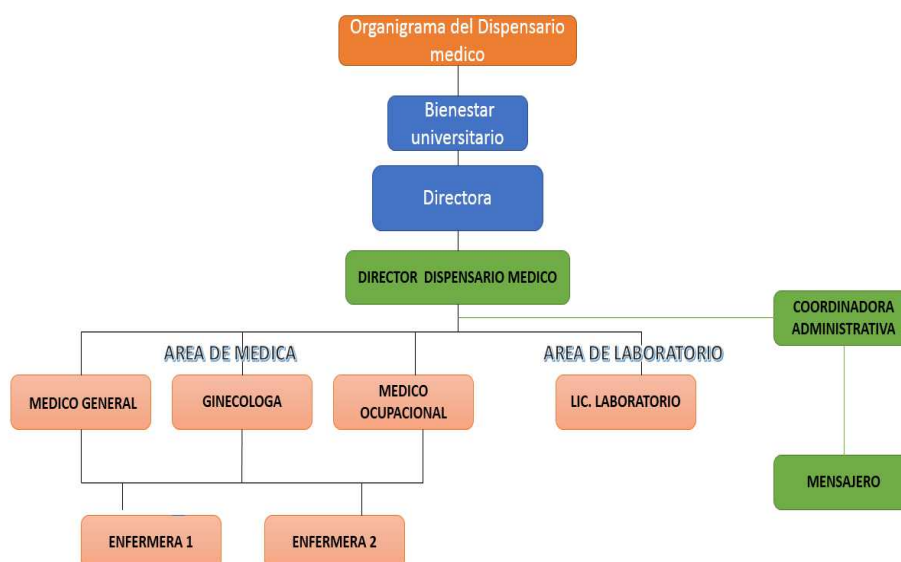 Organigrama del Dispensario
medico
Bienestar
universitario
Directora
DIRECTOR DISPENSARIO MEDICO
COORDINADORA
ADMINISTRATIVA
AREA DE MEDICA
AREA DE LABORATORIO
MEDICO GENERAL
GINECOLOGA
MEDICO
OCUPACIONAL
LIC. LABORATORIO
MENSAJERO
ENFERMERA 1
ENFERMERA 2